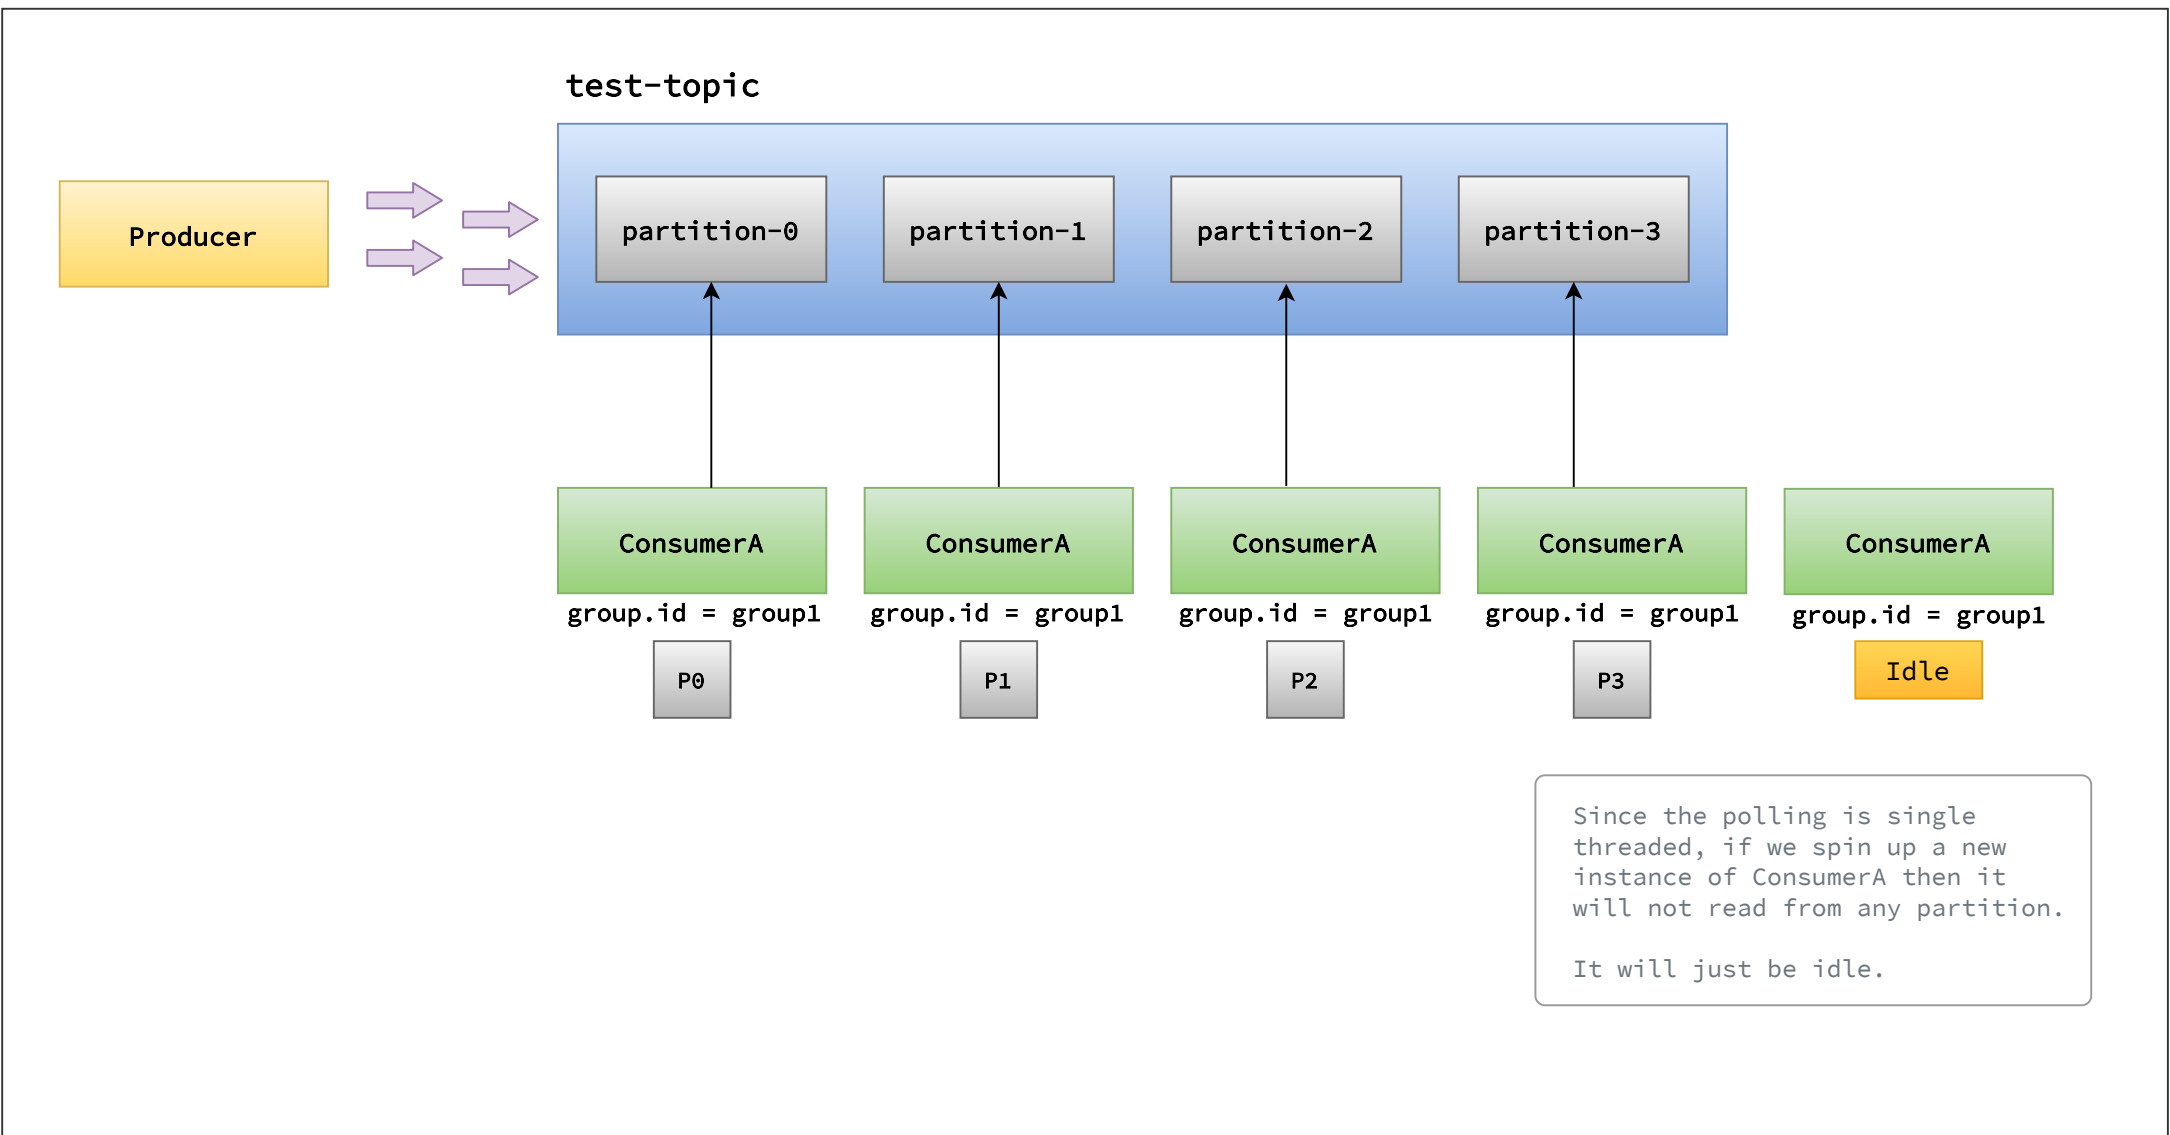 test-topic
Producer
partition-0
partition-1
partition-2
partition-3
ConsumerA
ConsumerA
ConsumerA
ConsumerA
ConsumerA
group.id = group1
group.id = group1
group.id = group1
group.id = group1
group.id = group1
P0
P1
P2
P3
Idle
Since the polling is single
threaded, if we spin up a new
instance of ConsumerA then it
will not read from any partition.
It will just be idle.